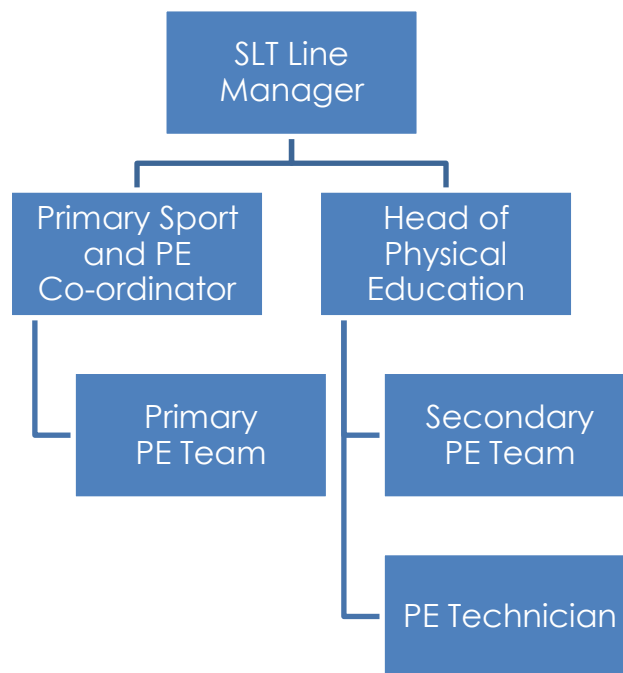 SLT Line
Manager
Primary Sport
and PE
Co-ordinator
Head of
Physical
Education
Primary
PE Team
Secondary
PE Team
PE Technician